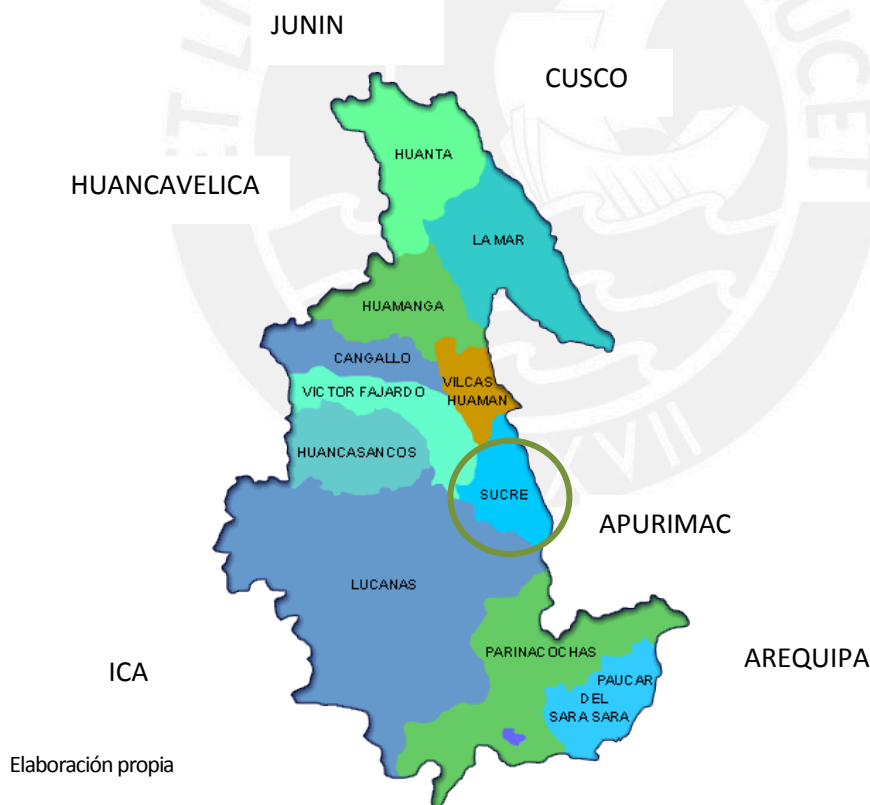 JUNIN
CUSCO
HUANTA
HUANCAVELICA
LA MAR
HUAMANGA
CANGALLO
VICTOR FAJARDO
VILCAS
HUAMAN
HUANCASANCOS
SUCRE
APURIMAC
LUCANAS
PARINACOCHAS
AREQUIPA
ICA
PAUCAR
DEL
SARA SARA
Elaboración propia